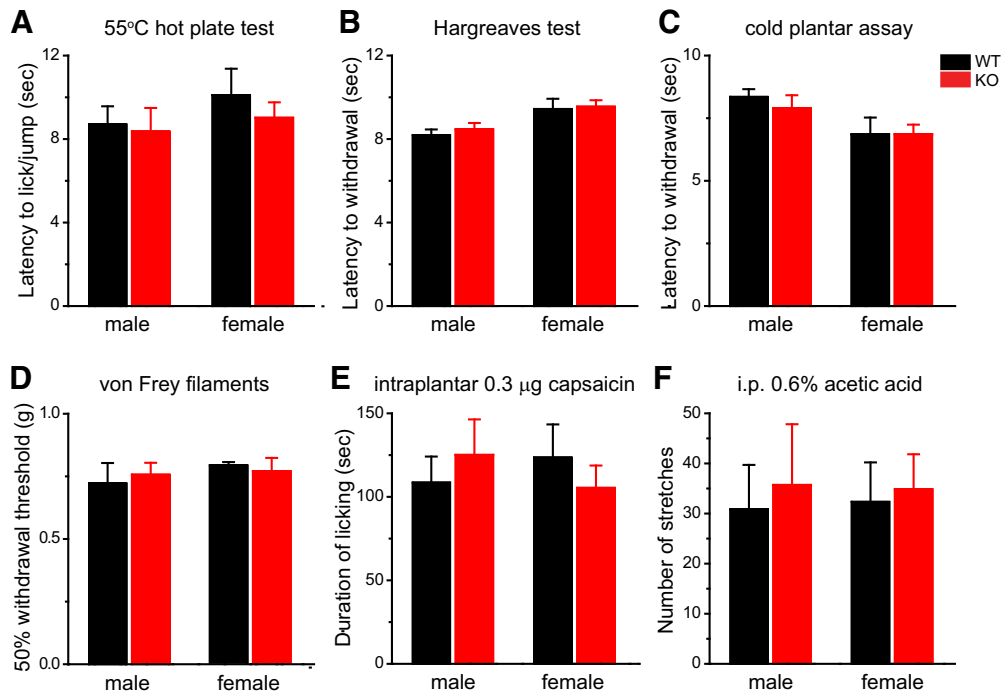 A 55°C hot plate test
Latency to lick/jump (sec)
12
8
4
0
male female
B Hargreaves test
Latency to withdrawal (sec)
12
8
4
0
male female
C cold plantar assay
Latency to withdrawal (sec)
10
5
0
male female
WT
KO
D von Frey filaments
50% withdrawal threshold (g)
1.0
0.5
0.0
male female
E intraplantar 0.3 μg capsaicin
Duration of licking (sec)
150
100
50
0
male female
F i.p. 0.6% acetic acid
Number of stretches
50
40
30
20
10
0
male female